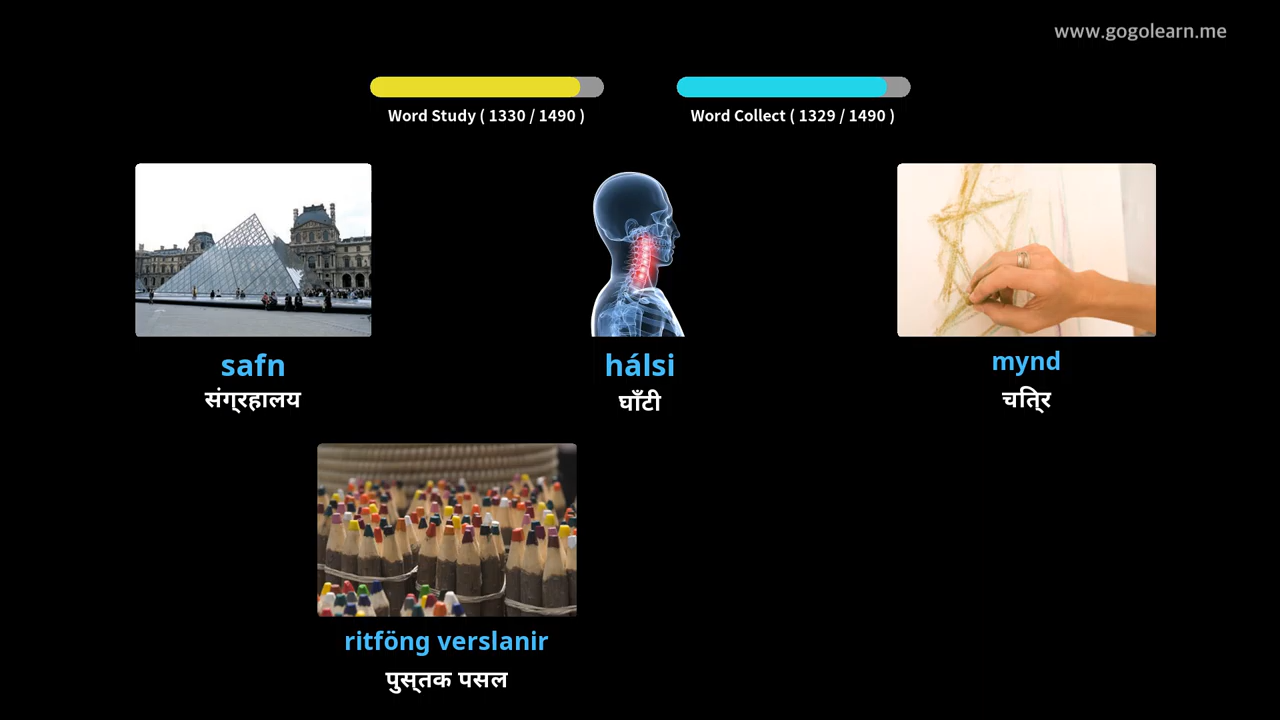 www.gogolearn.me
Word Study ( 1330 / 1490 )
Word Collect ( 1329 / 1490 )
safn
hálsi
mynd
संग्रहालय
घाँटी
चित्र
ritföng verslanir
पुस्तक पसल